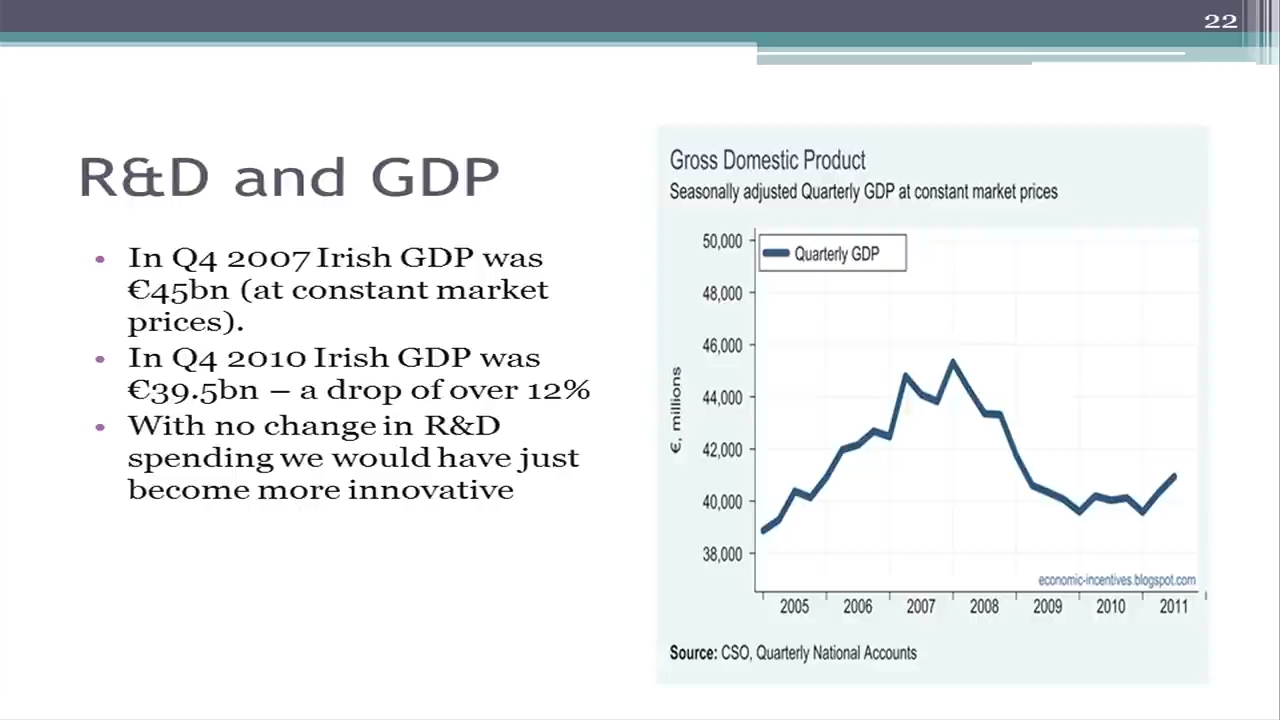 22
R&D and GDP
• In Q4 2007 Irish GDP was
€45bn (at constant market
prices).
• In Q4 2010 Irish GDP was
€39.5bn – a drop of over 12%
• With no change in R&D
spending we would have just
become more innovative
Gross Domestic Product
Seasonally adjusted Quarterly GDP at constant market prices
Quarterly GDP
€, millions
50,000
48,000
46,000
44,000
42,000
40,000
38,000
economic-incentives.blogspot.com
2005 2006 2007 2008 2009 2010 2011
Source: CSO, Quarterly National Accounts